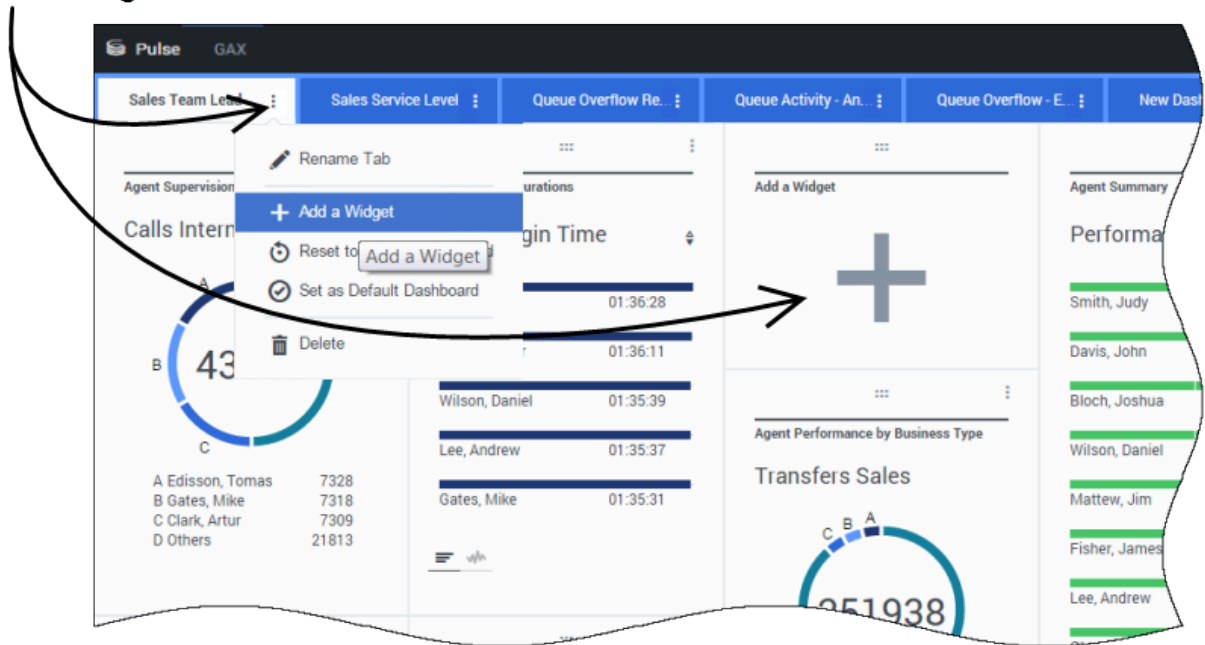 Pulse GAX
Sales Team Lead
Sales Service Level
Queue Overflow Re...
Queue Activity - An...
Queue Overflow - E...
New Dash
Rename Tab
Add a Widget
Reset to
Add a Widget
Set as Default Dashboard
Delete
Agent Supervision
Calls Intern
A
B
C
43
A Edisson, Tomas 7328
B Gates, Mike 7318
C Clark, Artur 7309
D Others 21813
urations
gin Time
01:36:28
01:36:11
Wilson, Daniel 01:35:39
Lee, Andrew 01:35:37
Gates, Mike 01:35:31
Add a Widget
Agent Performance by Business Type
Transfers Sales
C B A
251938
Agent Summary
Performa
Smith, Judy
Davis, John
Bloch, Joshua
Wilson, Daniel
Mattew, Jim
Fisher, James
Lee, Andrew